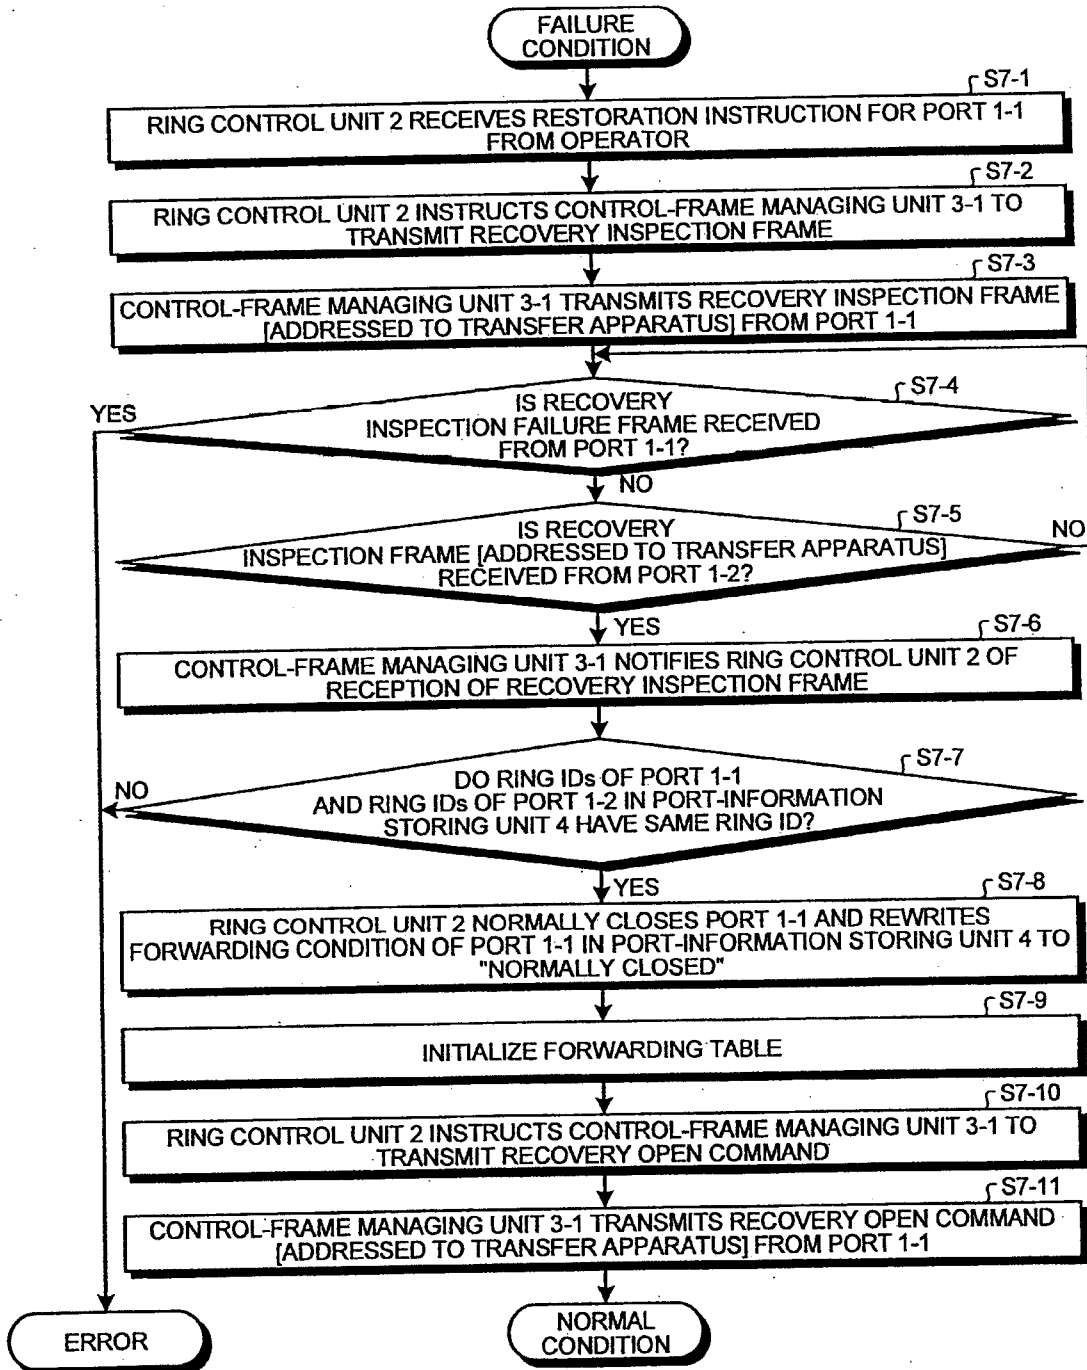 FAILURE
CONDITION
S7-1
RING CONTROL UNIT 2 RECEIVES RESTORATION INSTRUCTION FOR PORT 1-1
FROM OPERATOR
S7-2
RING CONTROL UNIT 2 INSTRUCTS CONTROL-FRAME MANAGING UNIT 3-1 TO
TRANSMIT RECOVERY INSPECTION FRAME
S7-3
CONTROL-FRAME MANAGING UNIT 3-1 TRANSMITS RECOVERY INSPECTION FRAME
[ADDRESSED TO TRANSFER APPARATUS] FROM PORT 1-1
S7-4
YES
IS RECOVERY
INSPECTION FAILURE FRAME RECEIVED
FROM PORT 1-1?
NO
S7-5
NO
IS RECOVERY
INSPECTION FRAME [ADDRESSED TO TRANSFER APPARATUS]
RECEIVED FROM PORT 1-2?
YES
S7-6
CONTROL-FRAME MANAGING UNIT 3-1 NOTIFIES RING CONTROL UNIT 2 OF
RECEPTION OF RECOVERY INSPECTION FRAME
S7-7
NO
DO RING IDs OF PORT 1-1
AND RING IDs OF PORT 1-2 IN PORT-INFORMATION
STORING UNIT 4 HAVE SAME RING ID?
YES
S7-8
RING CONTROL UNIT 2 NORMALLY CLOSES PORT 1-1 AND REWRITES
FORWARDING CONDITION OF PORT 1-1 IN PORT-INFORMATION STORING UNIT 4 TO
"NORMALLY CLOSED"
S7-9
INITIALIZE FORWARDING TABLE
S7-10
RING CONTROL UNIT 2 INSTRUCTS CONTROL-FRAME MANAGING UNIT 3-1 TO
TRANSMIT RECOVERY OPEN COMMAND
S7-11
CONTROL-FRAME MANAGING UNIT 3-1 TRANSMITS RECOVERY OPEN COMMAND
[ADDRESSED TO TRANSFER APPARATUS] FROM PORT 1-1
ERROR
NORMAL
CONDITION